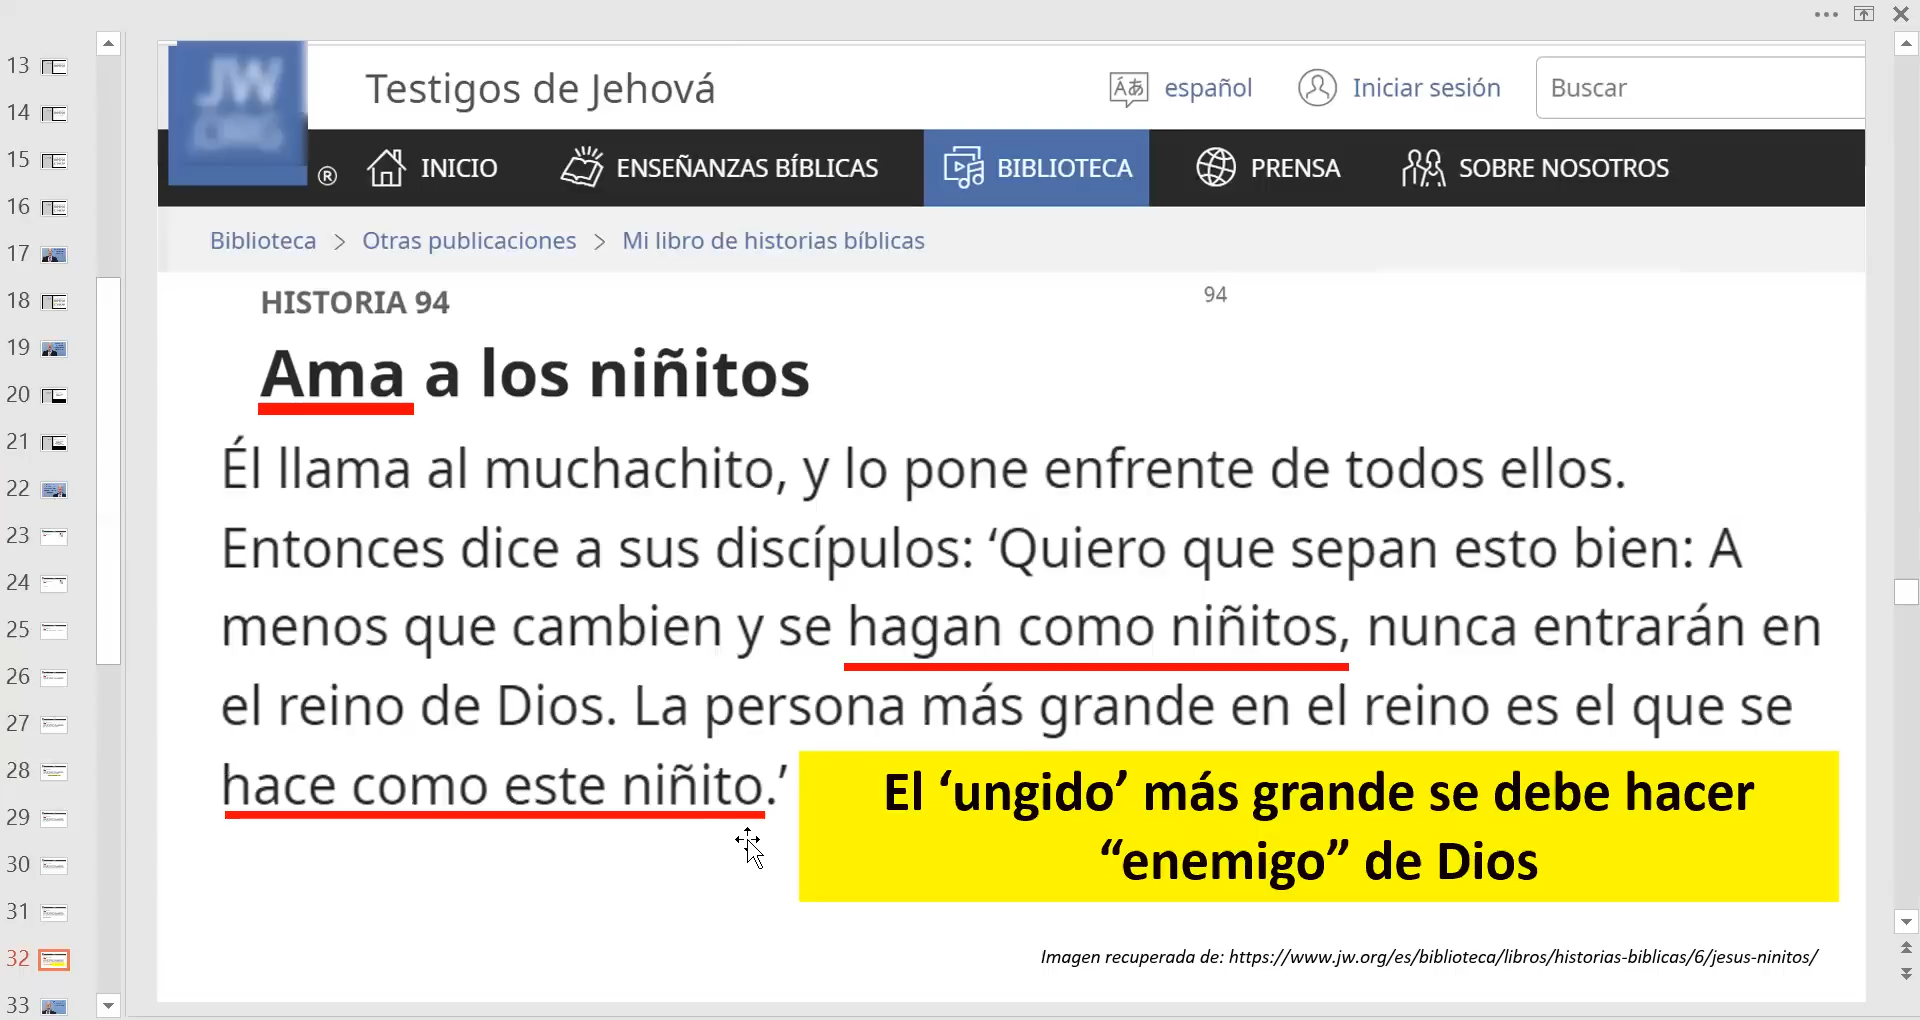 13
14
15
16
17
18
19
20
21
22
23
24
25
26
27
28
29
30
31
32
33
JW
ORG
®
Testigos de Jehová
español
Iniciar sesión
Buscar
INICIO
ENSEÑANZAS BÍBLICAS
BIBLIOTECA
PRENSA
SOBRE NOSOTROS
Biblioteca > Otras publicaciones > Mi libro de historias bíblicas
HISTORIA 94
94
Ama a los niñitos
Él llama al muchachito, y lo pone enfrente de todos ellos.
Entonces dice a sus discípulos: ‘Quiero que sepan esto bien: A
menos que cambien y se hagan como niñitos, nunca entrarán en
el reino de Dios. La persona más grande en el reino es el que se
hace como este niñito.’
El ‘ungido’ más grande se debe hacer
“enemigo” de Dios
Imagen recuperada de: https://www.jw.org/es/biblioteca/libros/historias-biblicas/6/jesus-ninitos/